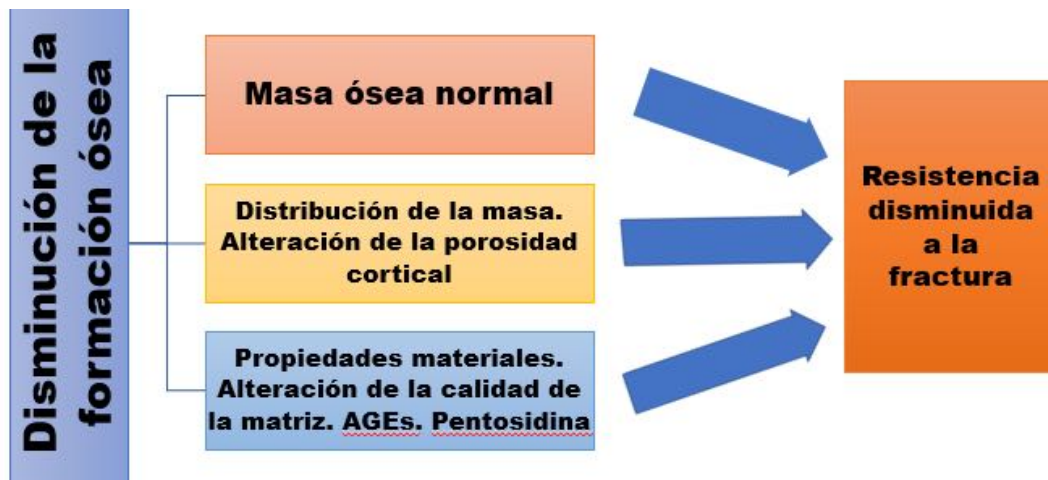 Disminución de la
formación ósea
Masa ósea normal
Distribución de la masa.
Alteración de la porosidad
cortical
Propiedades materiales.
Alteración de la calidad de
la matriz. AGEs. Pentosidina
Resistencia
disminuida
a la
fractura